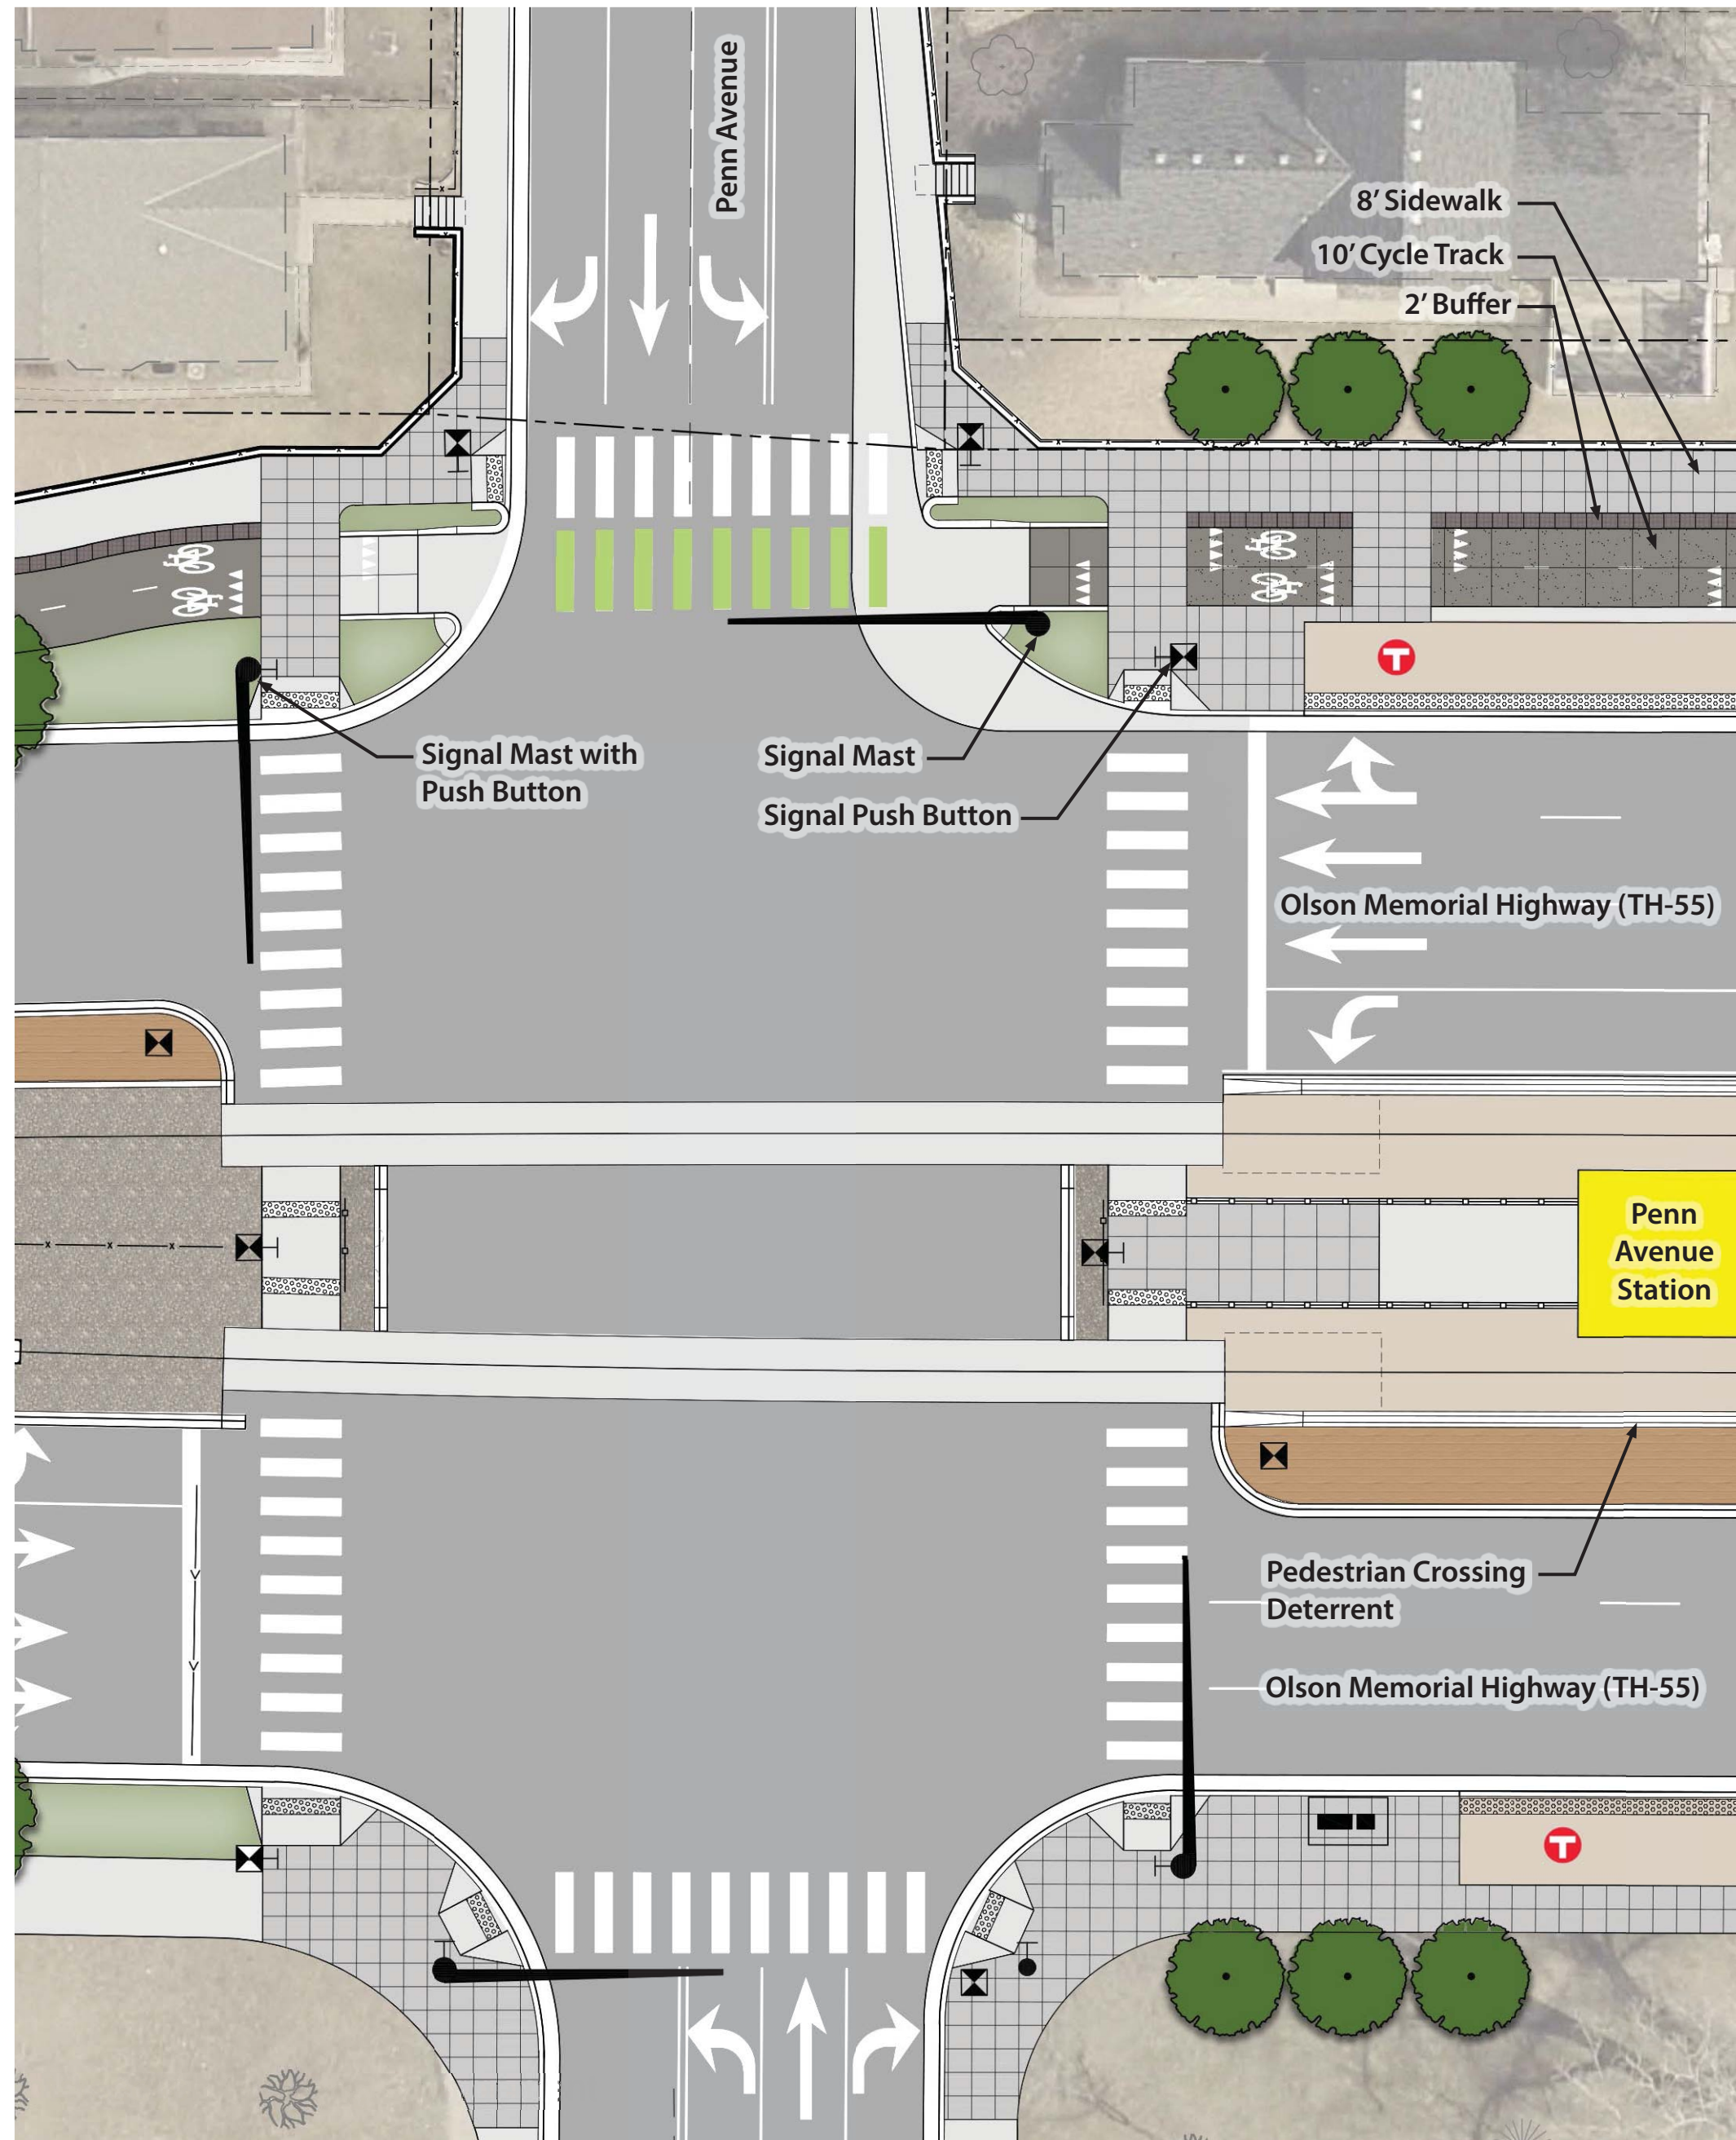 Penn Avenue
8' Sidewalk
10' Cycle Track
2' Buffer
T
Signal Mast with
Push Button
Signal Mast
Signal Push Button
Olson Memorial Highway (TH-55)
Penn
Avenue
Station
Pedestrian Crossing
Deterrent
Olson Memorial Highway (TH-55)
T